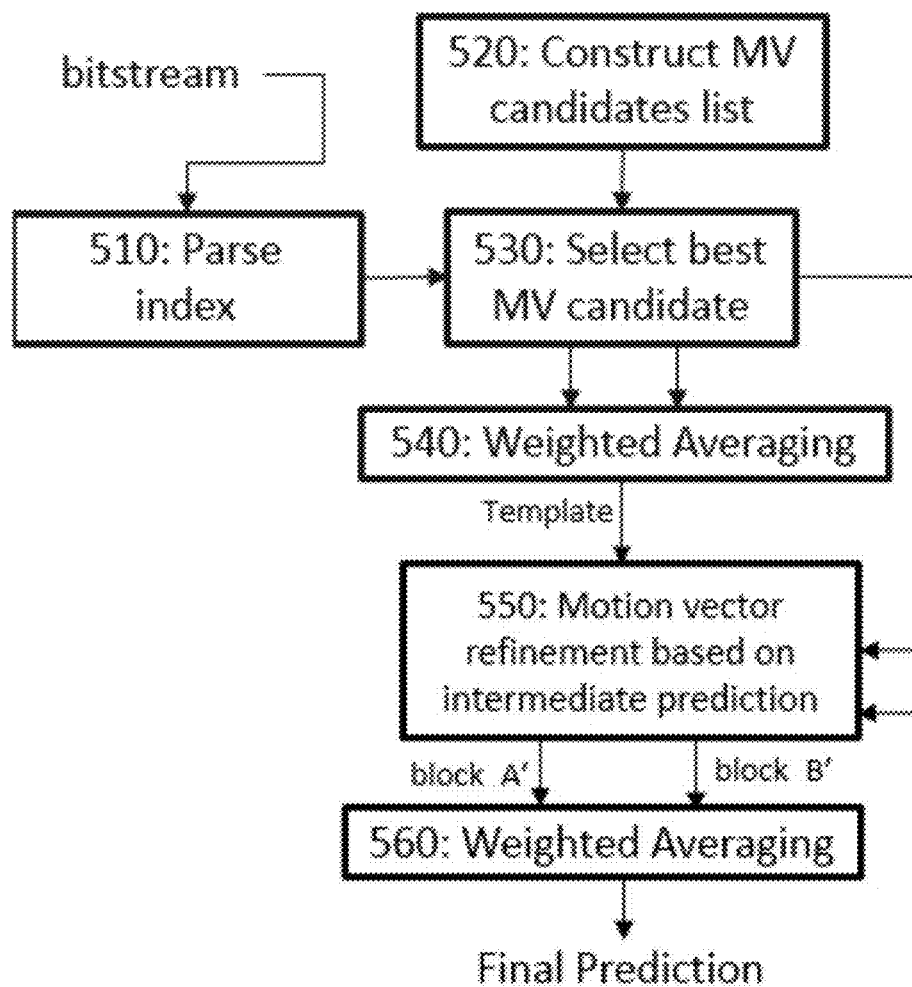 bitstream
520: Construct MV
candidates list
510: Parse
index
530: Select best
MV candidate
540: Weighted Averaging
Template
550: Motion vector
refinement based on
intermediate prediction
block A'
block B'
560: Weighted Averaging
Final Prediction